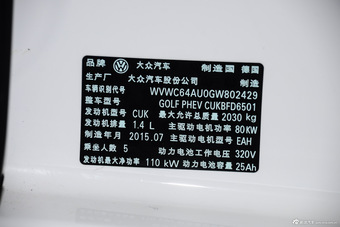 品牌 大众汽车 制造国 德国
生产厂 大众汽车股份公司 制造
车辆识别代号 WVWC64AU0GW802429
整车型号 GOLF PHEV CUKBFD6501
发动机型号 CUK 最大允许总质量 2030 kg
发动机排量 1.4 L 主驱动电机功率 80KW
制造年月 2015.07 主驱动电机型号 EAH
乘坐人数 5 动力电池工作电压 320V
发动机最大净功率 110 kW 动力电池容量 25Ah